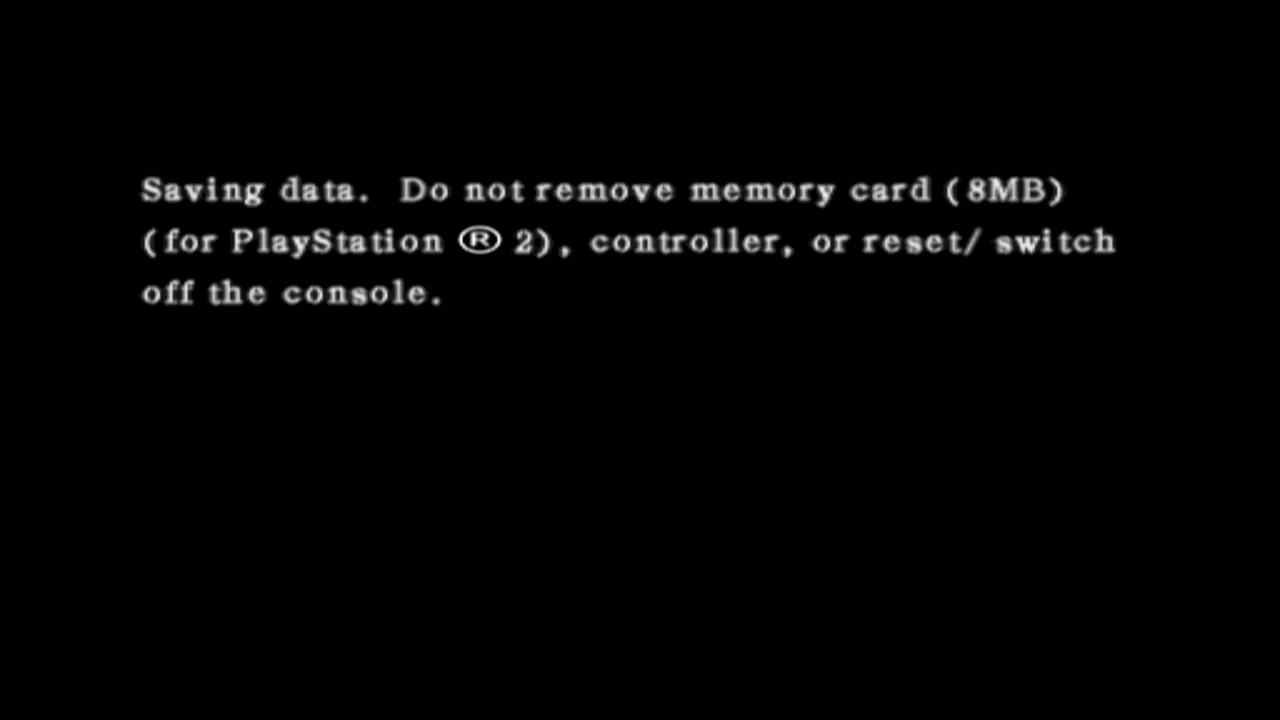 Saving data. Do not remove memory card (8MB)
(for PlayStation ® 2), controller, or reset/ switch
off the console.